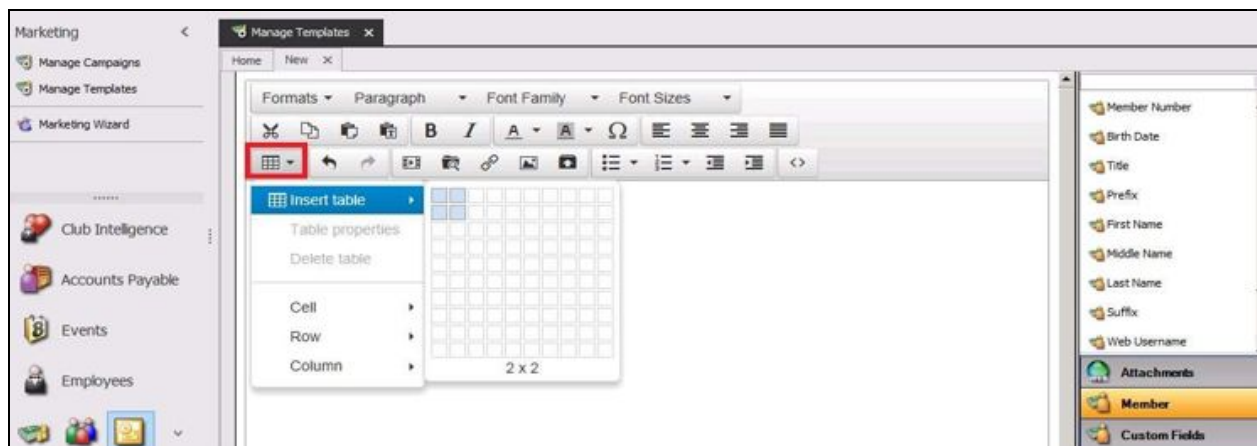 Marketing
Manage Campaigns
Manage Templates
Marketing Wizard
Club Intelligence
Accounts Payable
Events
Employees
Manage Templates x
Home New x
Formats Paragraph Font Family Font Sizes
B I A A Ω
Insert table
Table properties
Delete table
Cell
Row
Column
2 x 2
Member Number
Birth Date
Title
Prefix
First Name
Middle Name
Last Name
Suffix
Web Username
Attachments
Member
Custom Fields